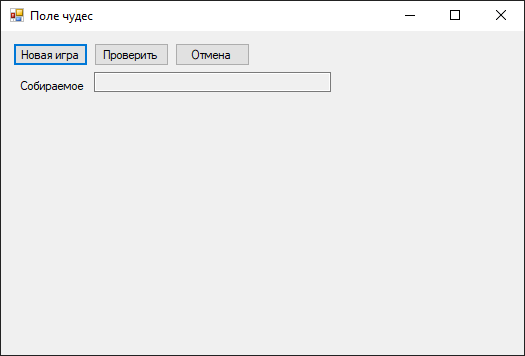 Поле чудес
Новая игра Проверить Отмена
Собираемое